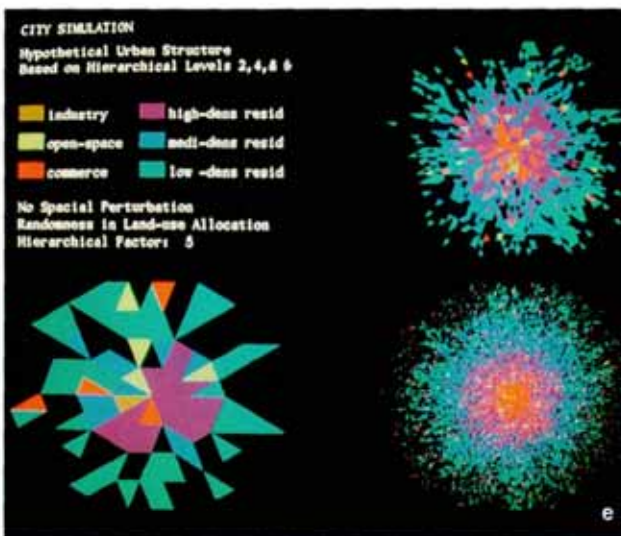 CITY SIMULATION
Hypothetical Urban Structure
Based on Hierarchical Levels 2,4,& 6
industry
high-dens resid
open-space
medi-dens resid
commerce
low -dens resid
No Spacial Perturbation
Randomness in Land-use Allocation
Hierarchical Factor: 5
e